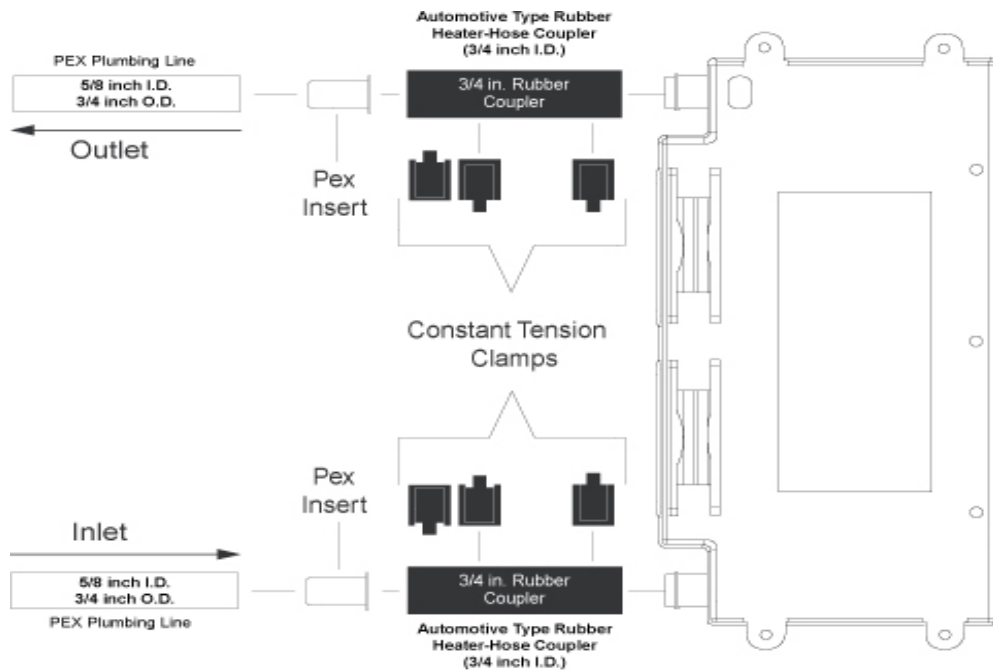 Automotive Type Rubber
Heater-Hose Coupler
(3/4 inch I.D.)
PEX Plumbing Line
5/8 inch I.D.
3/4 inch O.D.
3/4 in. Rubber
Coupler
Outlet
Pex
Insert
Constant Tension
Clamps
Pex
Insert
Inlet
5/8 inch I.D.
3/4 inch O.D.
3/4 in. Rubber
Coupler
PEX Plumbing Line
Automotive Type Rubber
Heater-Hose Coupler
(3/4 inch I.D.)